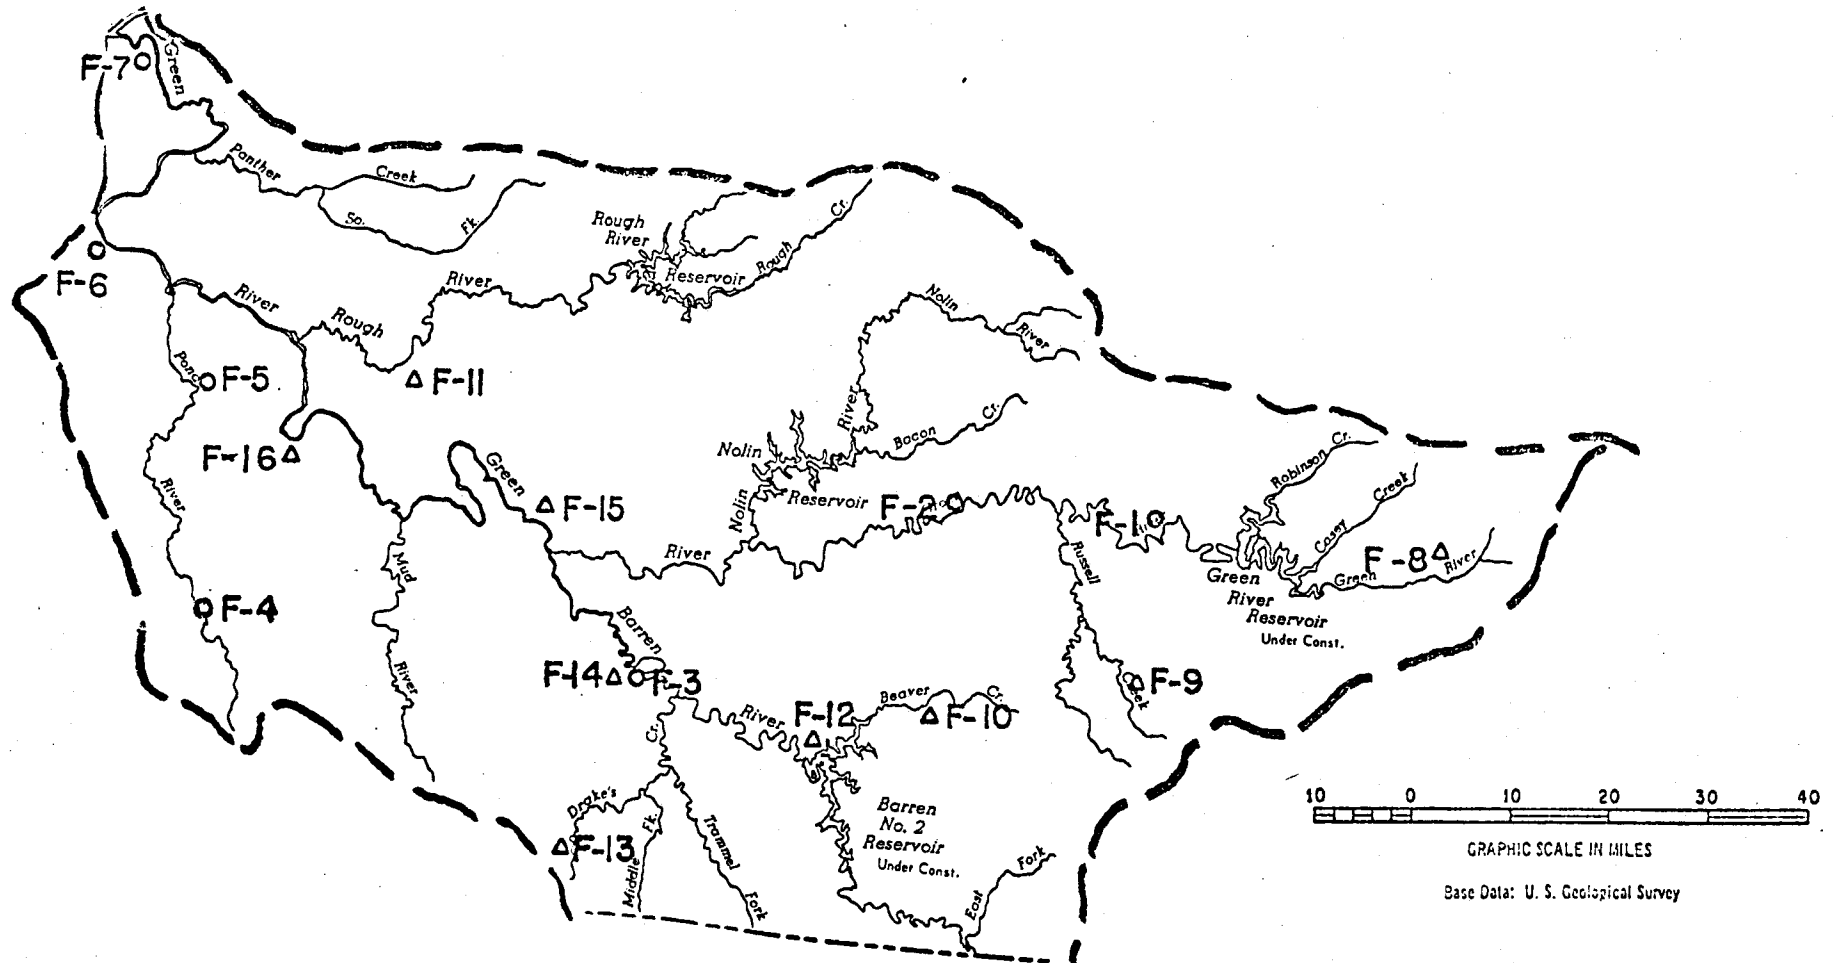 F-7
Green
Panther
Creek
Sp.
Fk.
Rough
River
Reservoir
Rough
Cr.
F-6
River
Rough
River
Nolin
River
Pond
F-5
F-11
River
Bacon
Cr.
F-16
River
Green
F-15
Nolin
Reservoir
Nolin
F-2
River
F-1
Robinson
Cr.
Casey
Creek
F-8
Green
River
Green
River
Reservoir
Under Const.
Russell
Creek
F-9
Mud
River
F-4
Barren
F-14
F-3
River
F-12
Beaver
Cr.
F-10
Cr.
Drake's
F-13
Middle
Fk.
Trammel
Fork
Barren
No. 2
Reservoir
Under Const.
East
Fork
10 0 10 20 30 40
GRAPHIC SCALE IN MILES
Base Data: U. S. Geological Survey